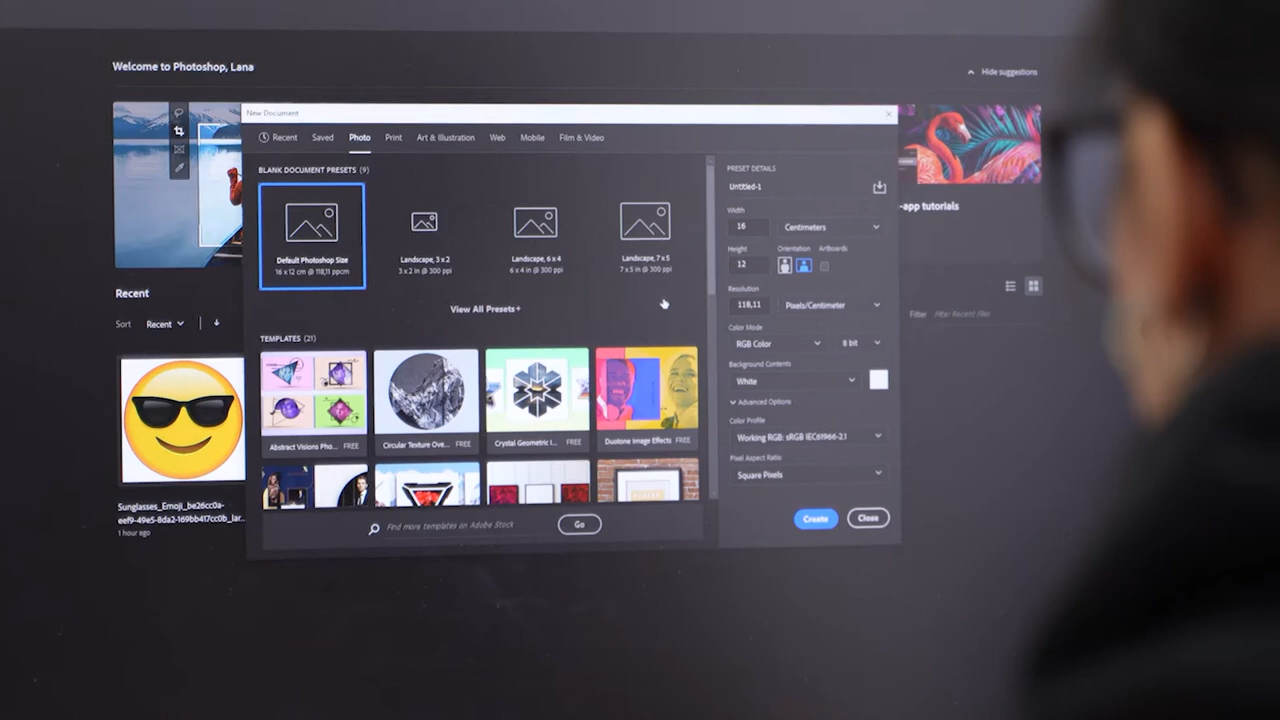 Welcome to Photoshop, Lana
Hide suggestions
New Document
Recent Saved Photo Print Art & Illustration Web Mobile Film & Video
BLANK DOCUMENT PRESETS (9)
Default Photoshop Size
16 x 12 cm @ 118,11 ppcm
Landscape, 3 x 2
3 x 2 in @ 300 ppi
Landscape, 6 x 4
6 x 4 in @ 300 ppi
Landscape, 7 x 5
7 x 5 in @ 300 ppi
View All Presets+
TEMPLATES (21)
Abstract Visions Pho... FREE
Circular Texture Ove... FREE
Crystal Geometric I... FREE
Duotone Image Effects FREE
Find more templates on Adobe Stock
Go
PRESET DETAILS
Untitled-1
Width
16 Centimeters
Height Orientation Artboards
12
Resolution
118,11 Pixels/Centimeter
Color Mode
RGB Color 8 bit
Background Contents
White
Advanced Options
Color Profile
Working RGB: sRGB IEC61966-2.1
Pixel Aspect Ratio
Square Pixels
Create Close
-app tutorials
Recent
Sort Recent
Filter Filter Recent Files
Sunglasses_Emoji_be26cc0a-
eef9-49e5-8da2-169bb417cc0b_lar...
1 hour ago